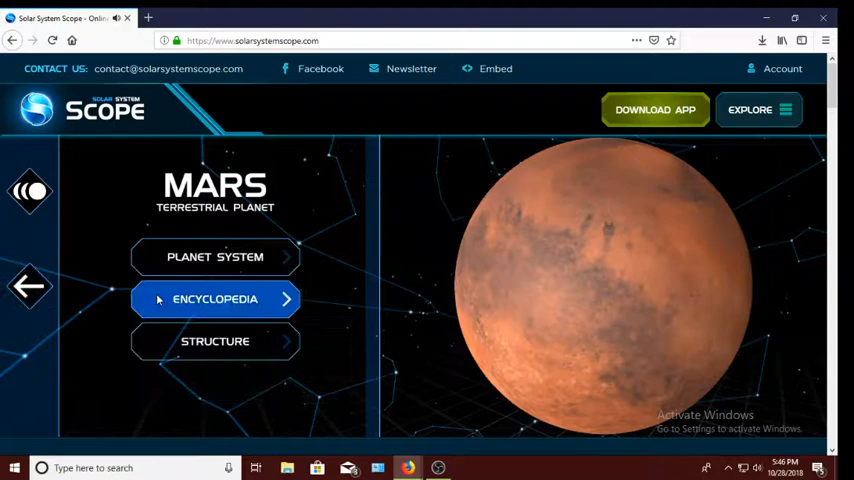 Solar System Scope - Onlin
https://www.solarsystemscope.com
CONTACT US: contact@solarsystemscope.com
Facebook
Newsletter
Embed
Account
SOLAR SYSTEM
SCOPE
DOWNLOAD APP
EXPLORE
MARS
TERRESTRIAL PLANET
PLANET SYSTEM
ENCYCLOPEDIA
STRUCTURE
Activate Windows
Go to Settings to activate Windows.
Type here to search
5:46 PM
10/28/2018